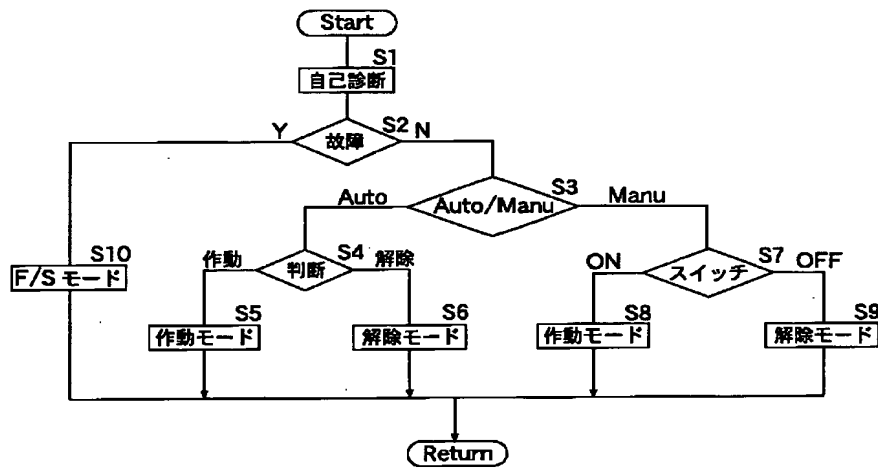 Start
S1
自己診断
S2
Y
故障
N
S3
Auto
Auto/Manu
Manu
S10
F/S モード
作動
S4
判断
解除
S7
ON
スイッチ
OFF
S5
作動モード
S6
解除モード
S8
作動モード
S9
解除モード
Return